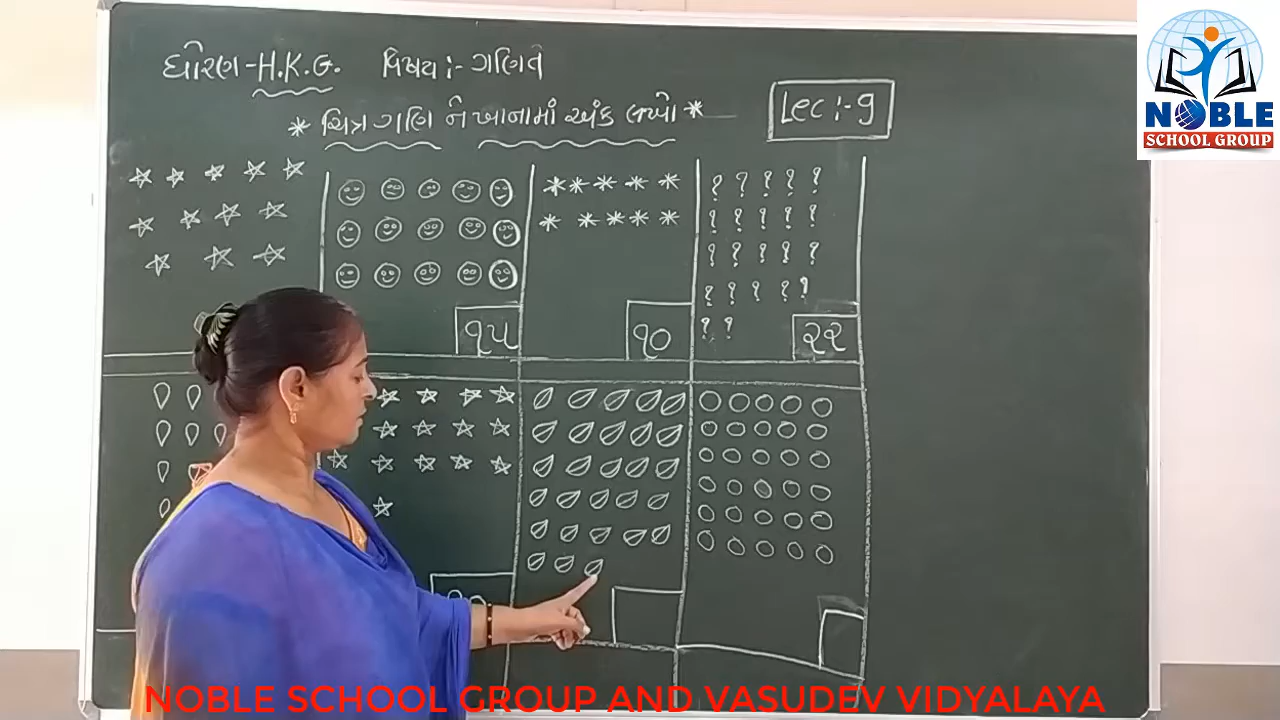 ધોરણ - H.K.G. વિષય :- ગણિત
* ચિત્ર ગણિ ને ખાનામાં અંક લખો *
Lec :- 9
NOBLE
SCHOOL GROUP
૧૫
૧૦
૨૨
NOBLE SCHOOL GROUP AND VASUDEV VIDYALAYA